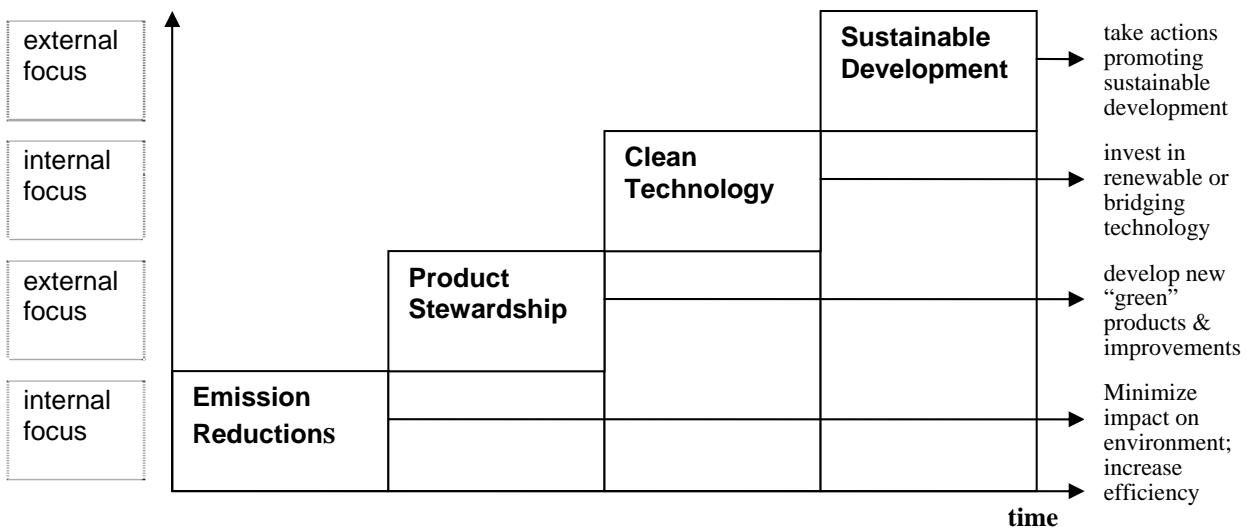 external
focus
Sustainable
Development
take actions
promoting
sustainable
development
internal
focus
Clean
Technology
invest in
renewable or
bridging
technology
external
focus
Product
Stewardship
develop new
“green”
products &
improvements
internal
focus
Emission
Reductions
Minimize
impact on
environment;
increase
efficiency
time